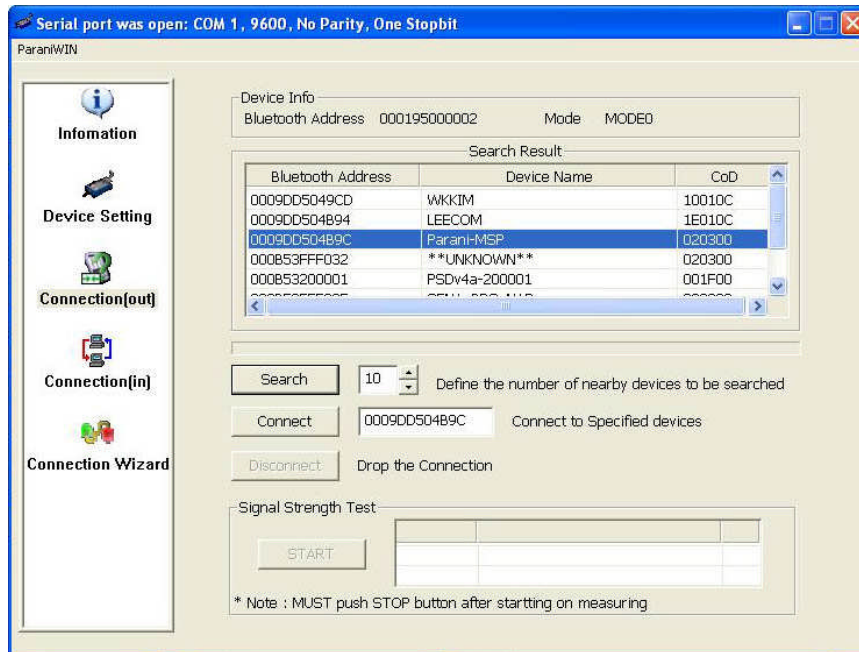 Serial port was open: COM 1, 9600, No Parity, One Stopbit
ParaniWIN
Infomation
Device Setting
Connection(out)
Connection(in)
Connection Wizard
Device Info
Bluetooth Address 000195000002 Mode MODE0
Search Result
Bluetooth Address Device Name CoD
0009DD5049CD WKKIM 10010C
0009DD504B94 LEECOM 1E010C
0009DD504B9C Parani-MSP 020300
000B53FFF032 **UNKNOWN** 020300
000B53200001 PSDv4a-200001 001F00
Search 10 Define the number of nearby devices to be searched
Connect 0009DD504B9C Connect to Specified devices
Disconnect Drop the Connection
Signal Strength Test
START
* Note : MUST push STOP button after startting on measuring